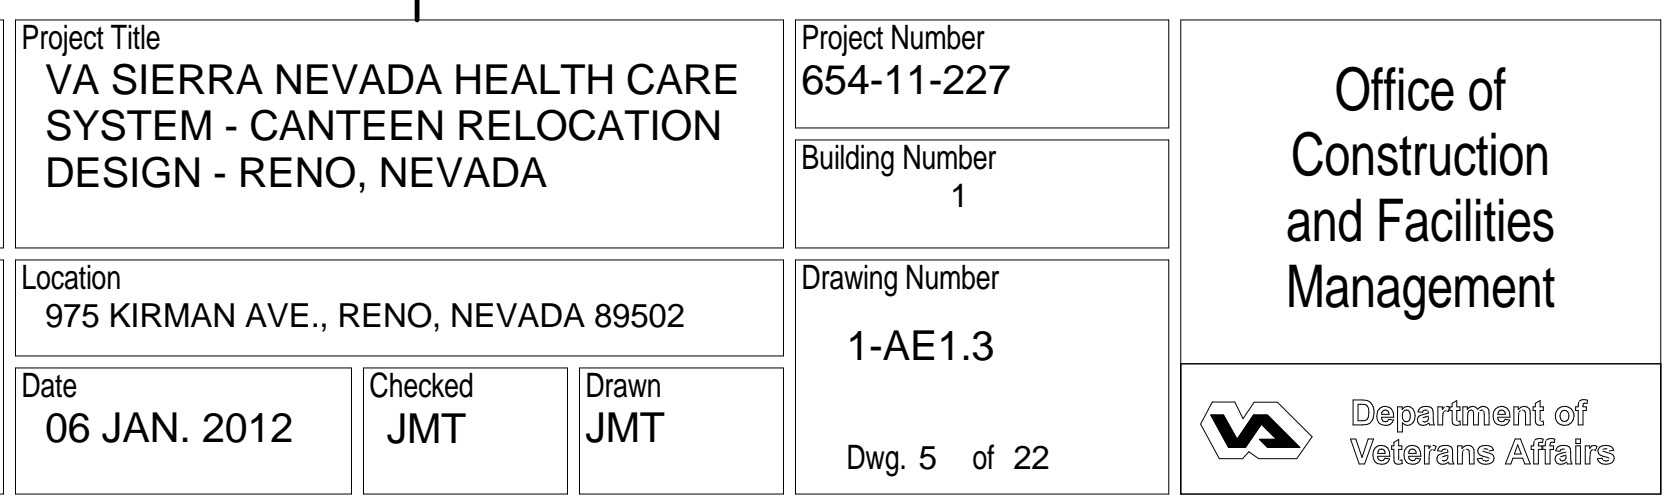 Project Title
VA SIERRA NEVADA HEALTH CARE
SYSTEM - CANTEEN RELOCATION
DESIGN - RENO, NEVADA
Project Number
654-11-227
Building Number
1
Location
975 KIRMAN AVE., RENO, NEVADA 89502
Drawing Number
1-AE1.3
Dwg. 5 of 22
Date
06 JAN. 2012
Checked
JMT
Drawn
JMT
Office of
Construction
and Facilities
Management
VA
Department of
Veterans Affairs